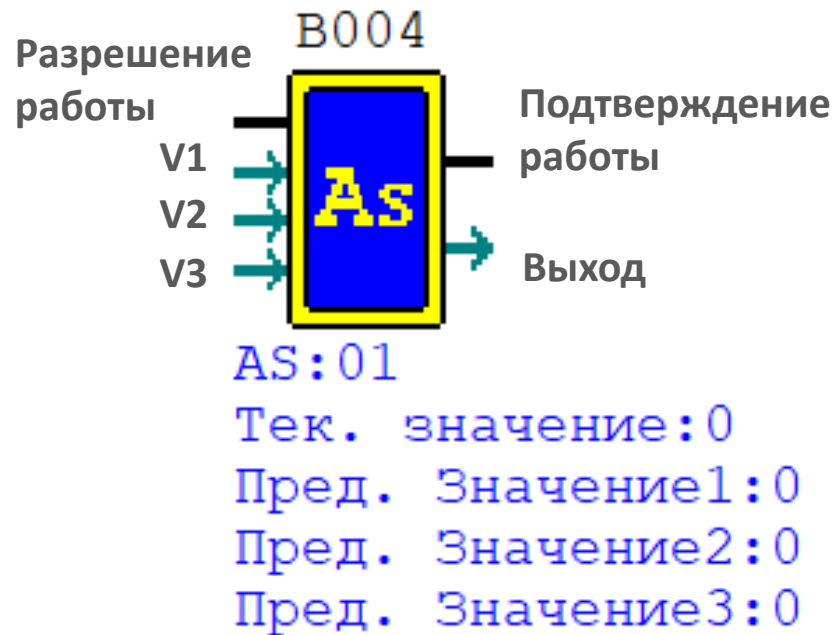 B004
Разрешение
работы
V1
V2
V3
As
Подтверждение
работы
Выход
AS:01
Тек. значение:0
Пред. Значение1:0
Пред. Значение2:0
Пред. Значение3:0